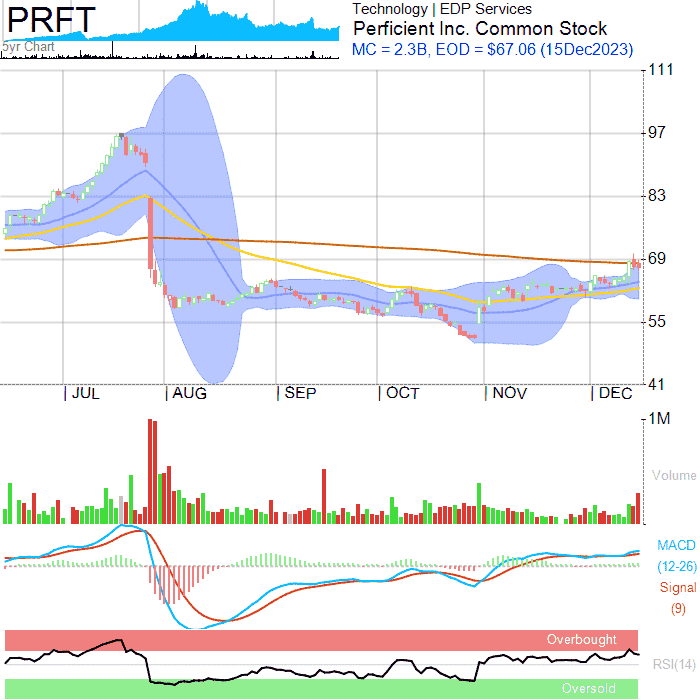 PRFT
5yr Chart
Technology | EDP Services
Perficient Inc. Common Stock
MC = 2.3B, EOD = $67.06 (15Dec2023)
111
97
83
69
55
41
JUL AUG SEP OCT NOV DEC
1M
Volume
MACD
(12-26)
Signal
(9)
Overbought
RSI(14)
Oversold